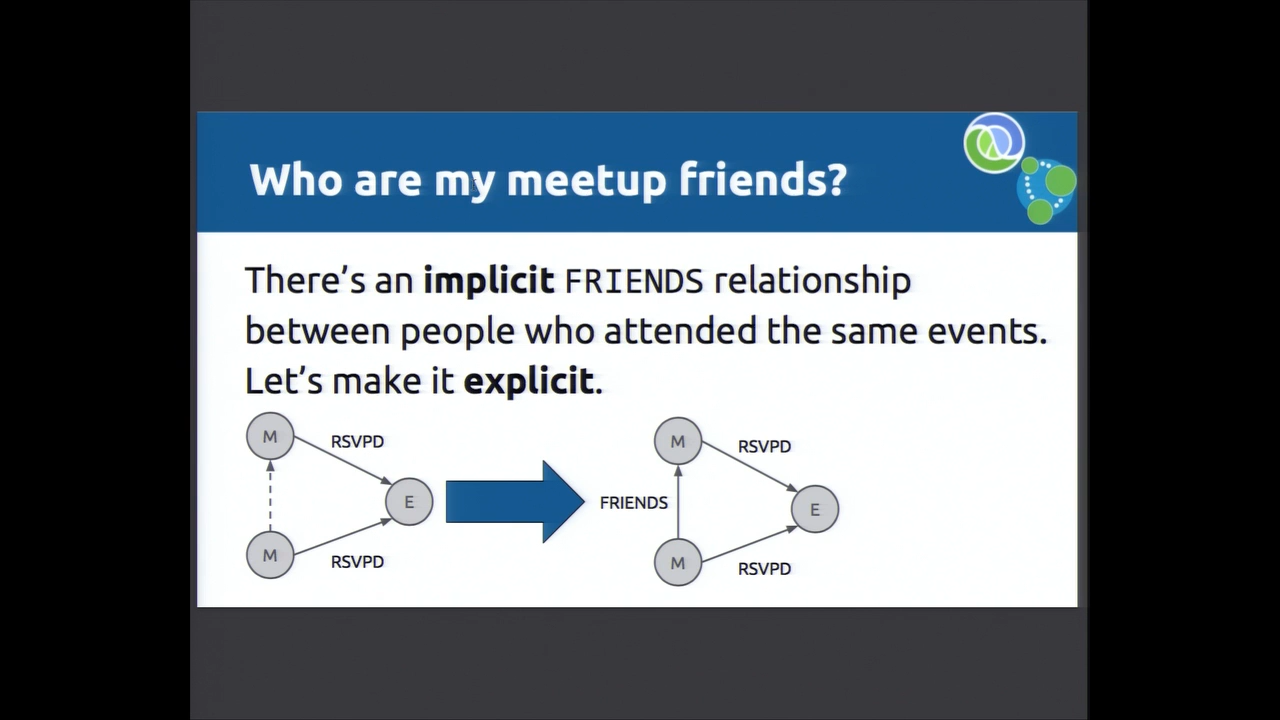 Who are my meetup friends?
There's an implicit FRIENDS relationship
between people who attended the same events.
Let's make it explicit.
M
RSVPD
E
M
RSVPD
M
RSVPD
FRIENDS
E
M
RSVPD